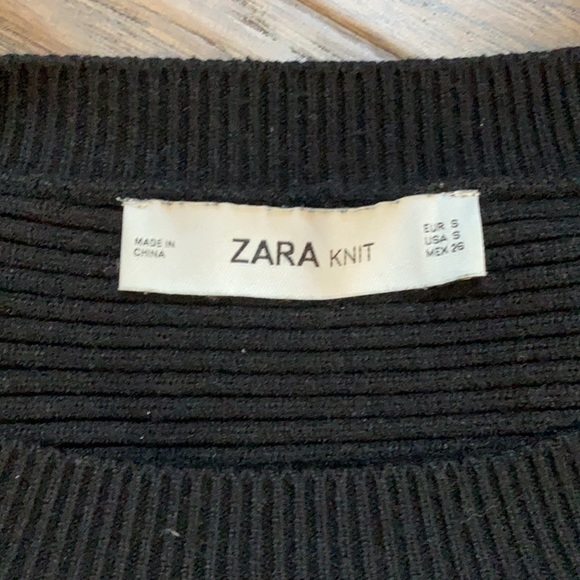 MADE IN
CHINA
ZARA KNIT
EUR S
USA S
MEX 26